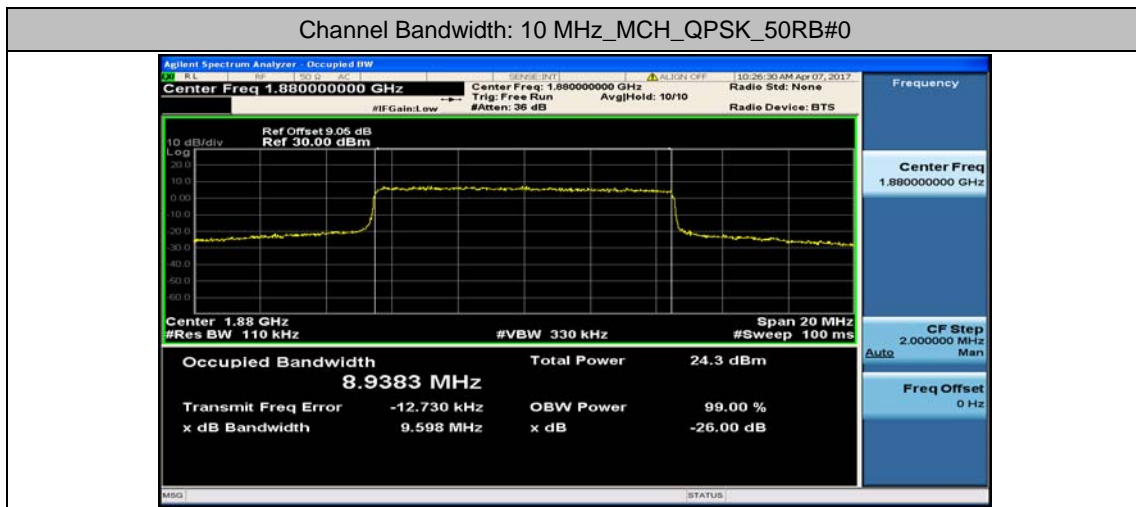 Channel Bandwidth: 10 MHz_MCH_QPSK_50RB#0
Agilent Spectrum Analyzer - Occupied BW
RL RF 50 Ω AC SENSE:INT ALIGN OFF 10:26:30 AM Apr 07, 2017
Center Freq 1.880000000 GHz Center Freq: 1.880000000 GHz Radio Std: None
Trig: Free Run Avg|Hold: 10/10
#IFGain:Low #Atten: 36 dB Radio Device: BTS
Frequency
Ref Offset 9.05 dB
10 dB/div Ref 30.00 dBm
Log
20.0
10.0
0.00
-10.0
-20.0
-30.0
-40.0
-50.0
-60.0
Center 1.88 GHz Span 20 MHz
#Res BW 110 kHz #VBW 330 kHz #Sweep 100 ms
Center Freq
1.880000000 GHz
CF Step
2.000000 MHz
Auto Man
Freq Offset
0 Hz
Occupied Bandwidth Total Power 24.3 dBm
8.9383 MHz
Transmit Freq Error -12.730 kHz OBW Power 99.00 %
x dB Bandwidth 9.598 MHz x dB -26.00 dB
MSG STATUS